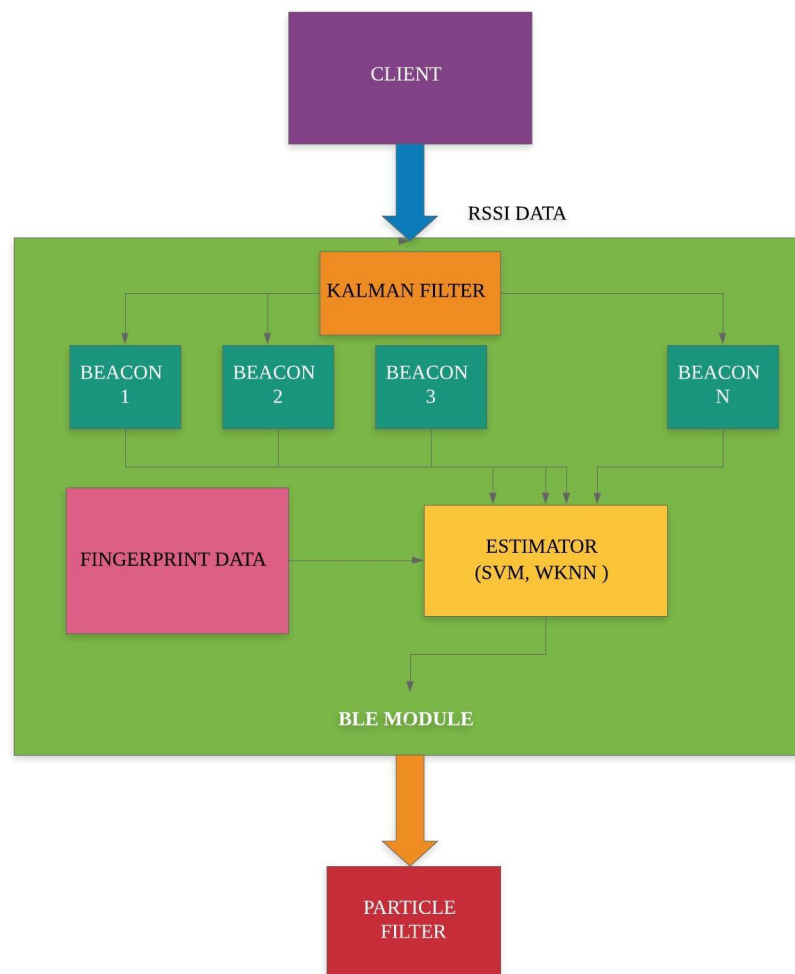 CLIENT
RSSI DATA
KALMAN FILTER
BEACON
1
BEACON
2
BEACON
3
BEACON
N
FINGERPRINT DATA
ESTIMATOR
(SVM, WKNN )
BLE MODULE
PARTICLE
FILTER